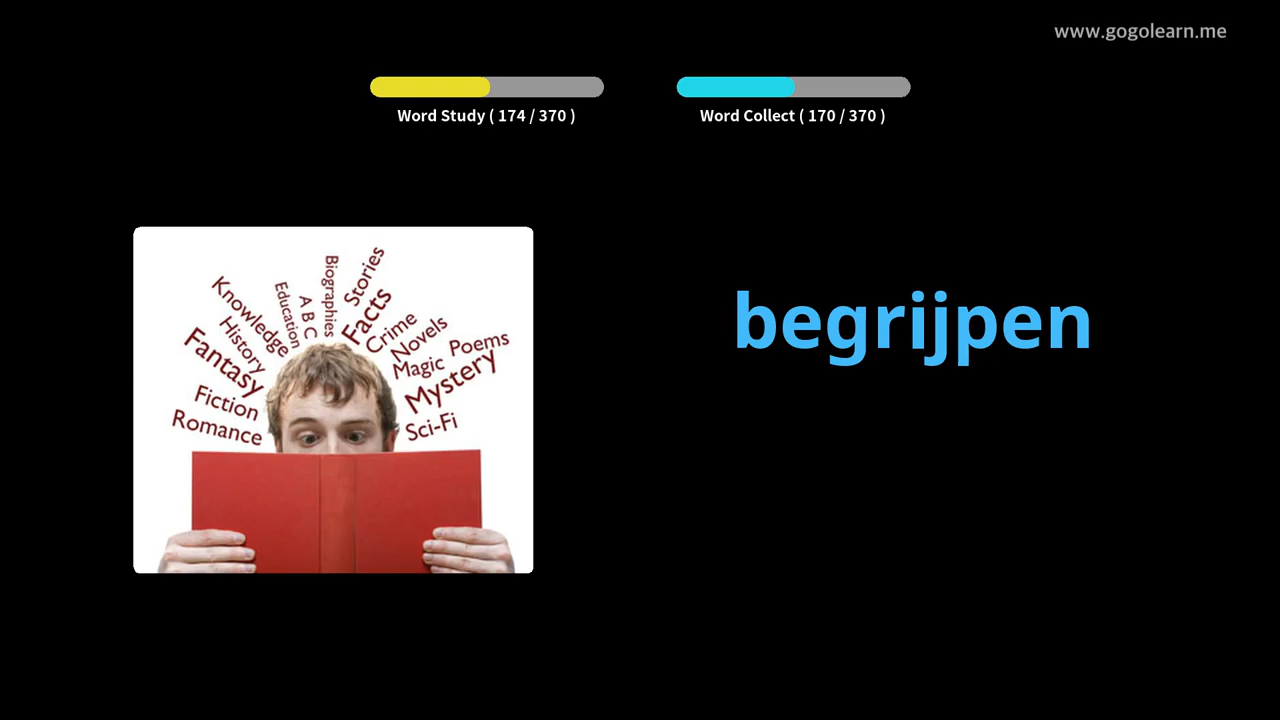 www.gogolearn.me
Word Study ( 174 / 370 )
Word Collect ( 170 / 370 )
begrijpen
Knowledge
History
Fantasy
Fiction
Romance
Education
A B C
Biographies
Stories
Facts
Crime
Novels
Magic
Poems
Mystery
Sci-Fi